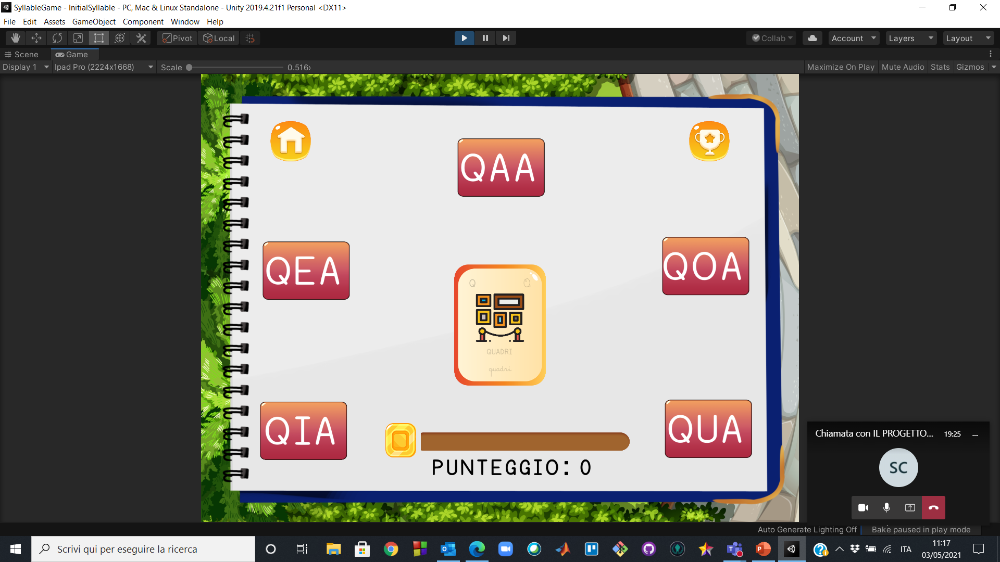 SyllableGame - InitialSyllable - PC, Mac & Linux Standalone - Unity 2019.4.21f1 Personal <DX11>
File Edit Assets GameObject Component Window Help
Pivot Local Collab Account Layers Layout
Scene Game
Display 1 Ipad Pro (2224x1668) Scale 0.516x Maximize On Play Mute Audio Stats Gizmos
QAA
QEA
QOA
Q Q
QUADRI
quadri
QIA
QUA
PUNTEGGIO: 0
Chiamata con IL PROGETTO... 19:25
SC
Auto Generate Lighting Off Bake paused in play mode
Scrivi qui per eseguire la ricerca
ITA
11:17
03/05/2021